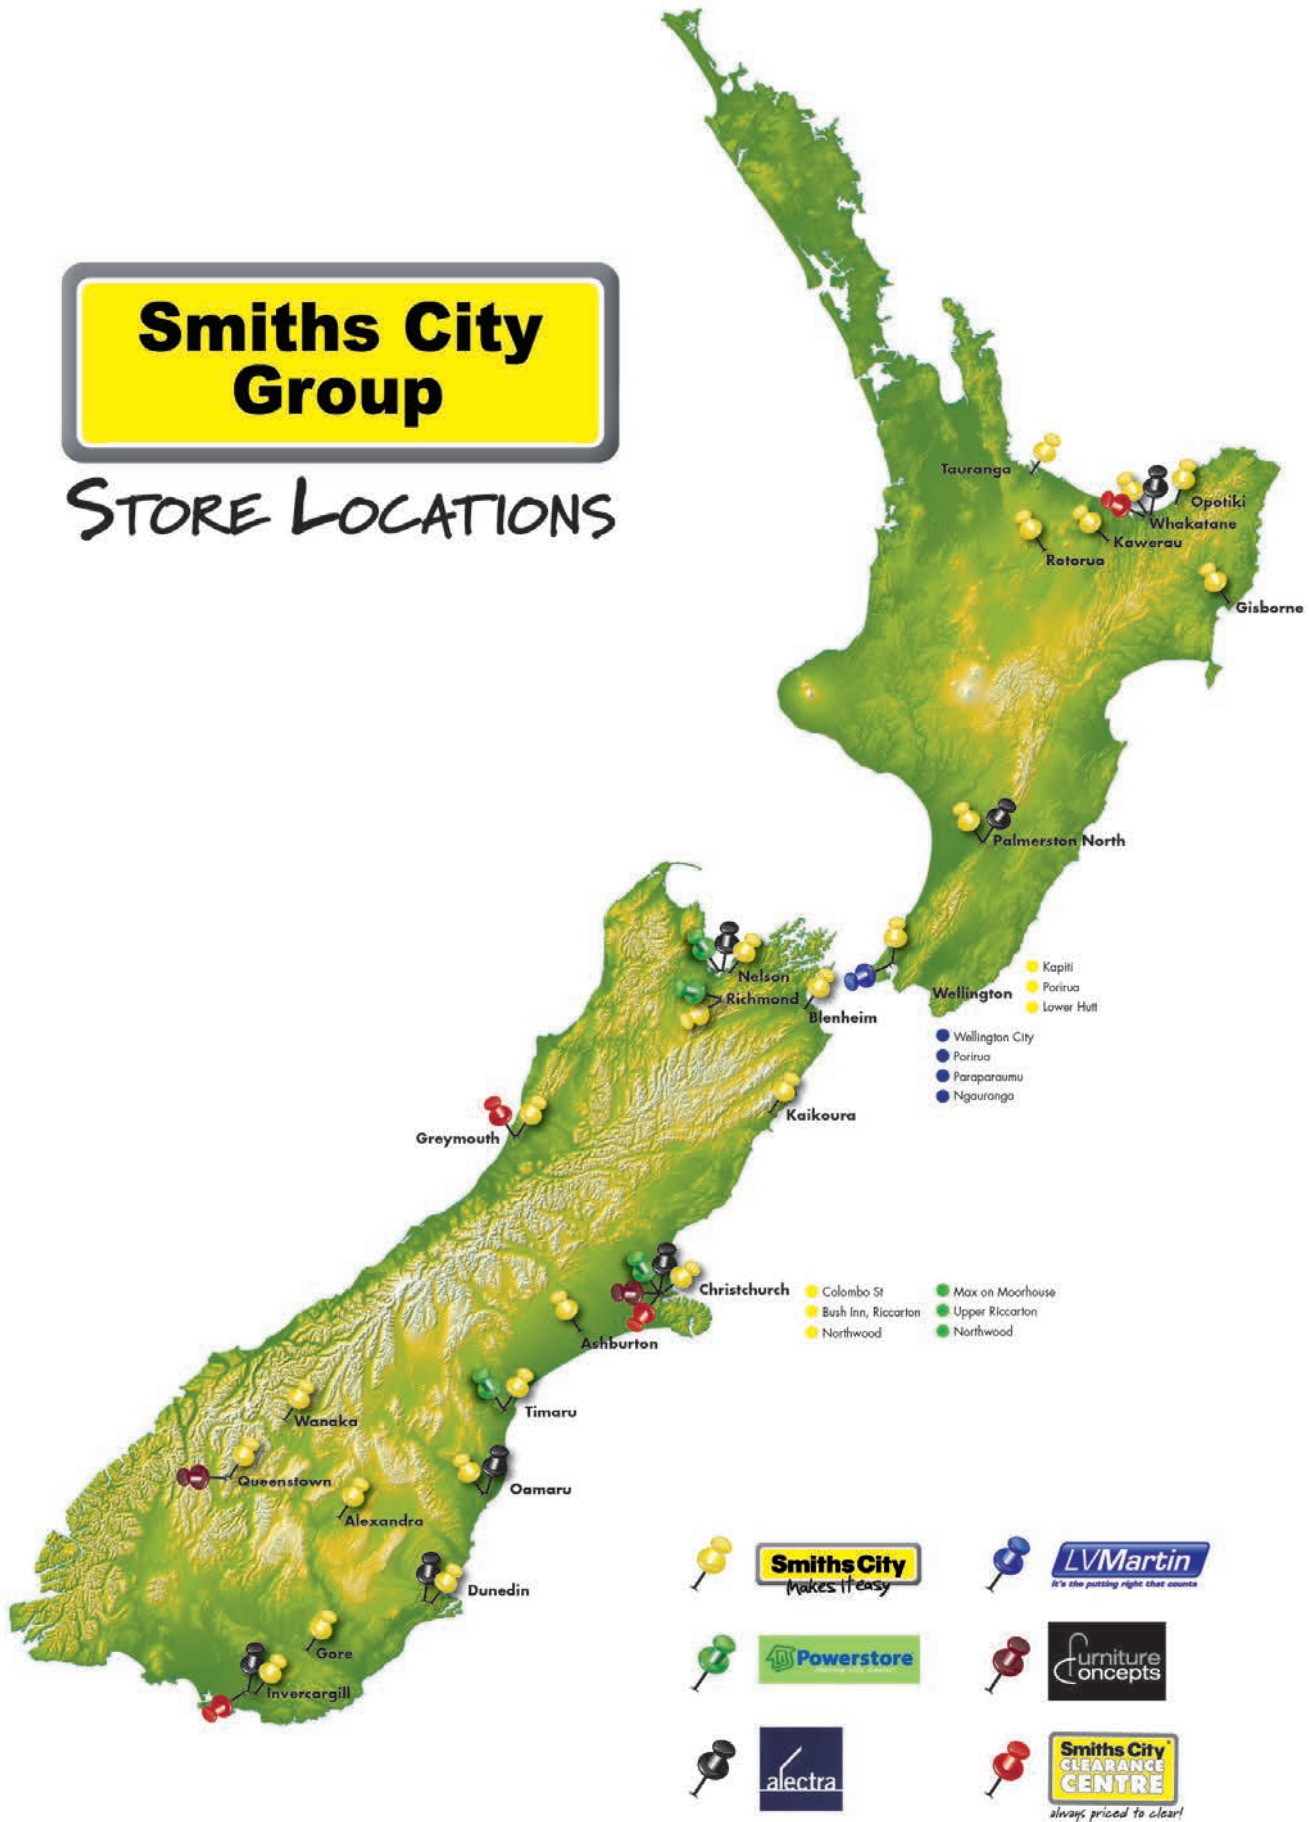 Smiths City
Group
STORE LOCATIONS
Tauranga
Opotiki
Whakatane
Kawerau
Rotorua
Gisborne
Palmerston North
Nelson
Richmond
Blenheim
Wellington
Kapiti
Porirua
Lower Hutt
Wellington City
Porirua
Paraparaumu
Ngauranga
Kaikoura
Greymouth
Christchurch
Colombo St
Bush Inn, Riccarton
Northwood
Max on Moorhouse
Upper Riccarton
Northwood
Ashburton
Timaru
Wanaka
Queenstown
Oamaru
Alexandra
Dunedin
Gore
Invercargill
Smiths City
Makes it easy
LVMartin
It's the putting right that counts
Powerstore
Furniture
Concepts
alectra
Smiths City
CLEARANCE
CENTRE
always priced to clear!